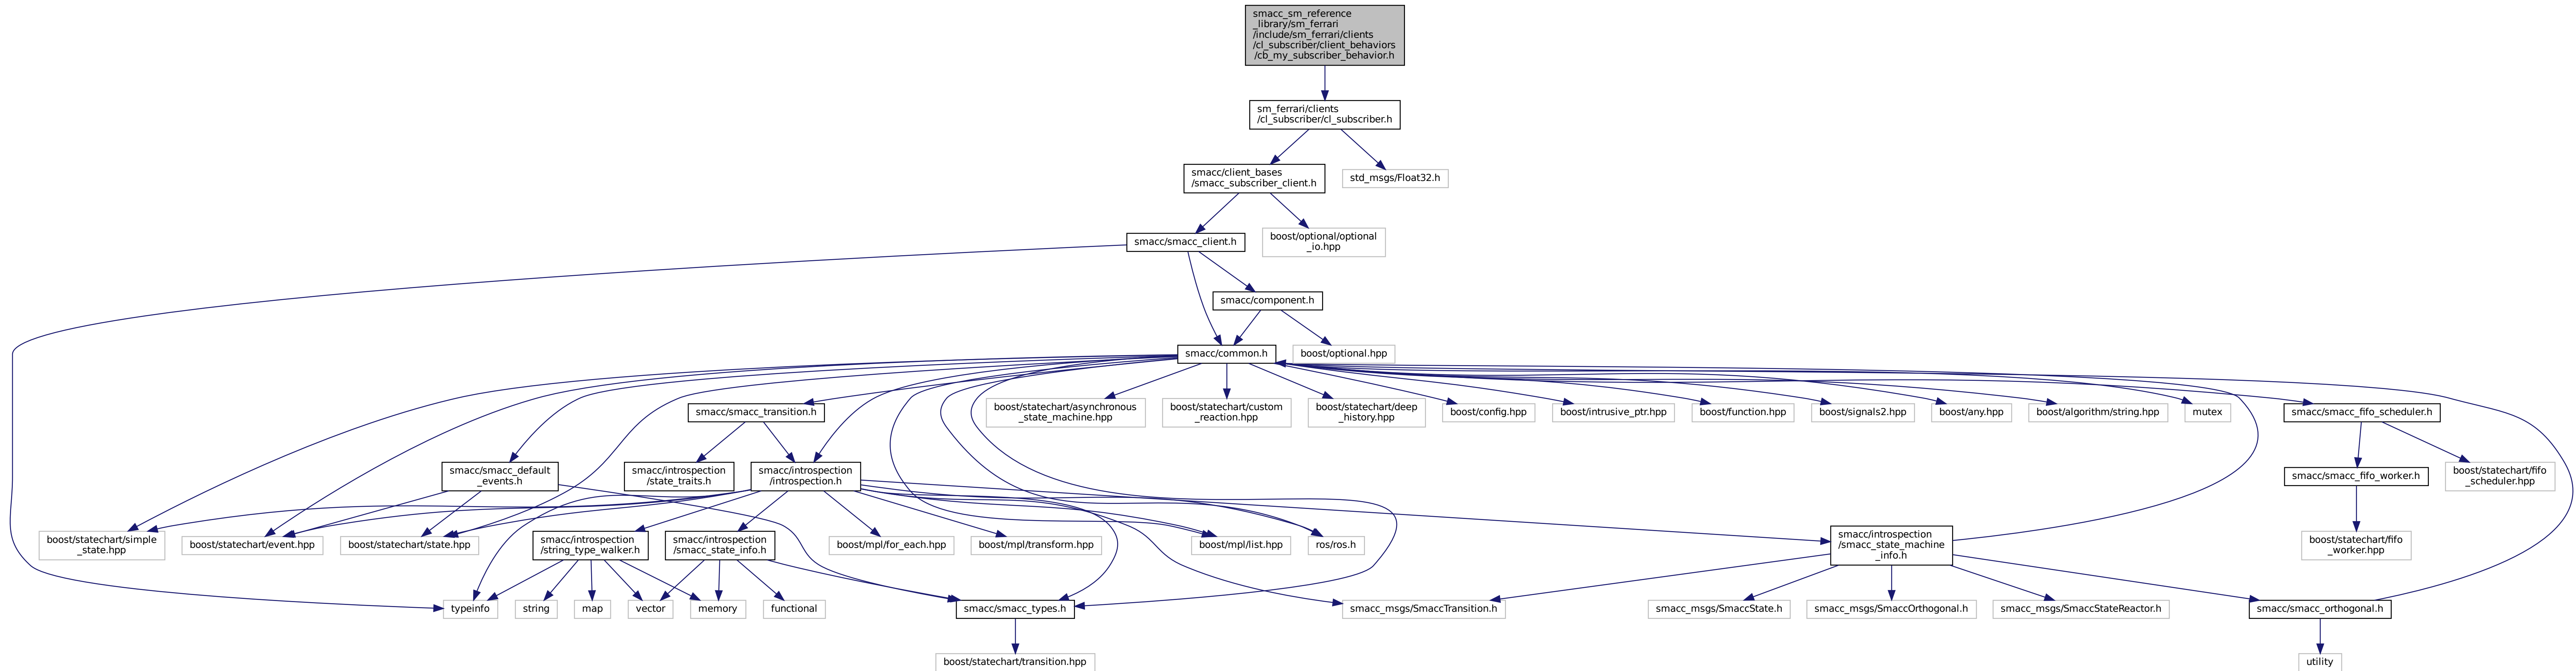 smacc_sm_reference
_library/sm_ferrari
/include/sm_ferrari/clients
/cl_subscriber/client_behaviors
/cb_my_subscriber_behavior.h
sm_ferrari/clients
/cl_subscriber/cl_subscriber.h
smacc/client_bases
/smacc_subscriber_client.h
std_msgs/Float32.h
smacc/smacc_client.h
boost/optional/optional
_io.hpp
smacc/component.h
smacc/common.h
boost/optional.hpp
smacc/smacc_transition.h
boost/statechart/asynchronous
_state_machine.hpp
boost/statechart/custom
_reaction.hpp
boost/statechart/deep
_history.hpp
boost/config.hpp
boost/intrusive_ptr.hpp
boost/function.hpp
boost/signals2.hpp
boost/any.hpp
boost/algorithm/string.hpp
mutex
smacc/smacc_fifo_scheduler.h
smacc/smacc_default
_events.h
smacc/introspection
/state_traits.h
smacc/introspection
/introspection.h
smacc/smacc_fifo_worker.h
boost/statechart/fifo
_scheduler.hpp
boost/statechart/simple
_state.hpp
boost/statechart/event.hpp
boost/statechart/state.hpp
smacc/introspection
/string_type_walker.h
smacc/introspection
/smacc_state_info.h
boost/mpl/for_each.hpp
boost/mpl/transform.hpp
boost/mpl/list.hpp
ros/ros.h
smacc/introspection
/smacc_state_machine
_info.h
boost/statechart/fifo
_worker.hpp
typeinfo
string
map
vector
memory
functional
smacc/smacc_types.h
smacc_msgs/SmaccTransition.h
smacc_msgs/SmaccState.h
smacc_msgs/SmaccOrthogonal.h
smacc_msgs/SmaccStateReactor.h
smacc/smacc_orthogonal.h
boost/statechart/transition.hpp
utility